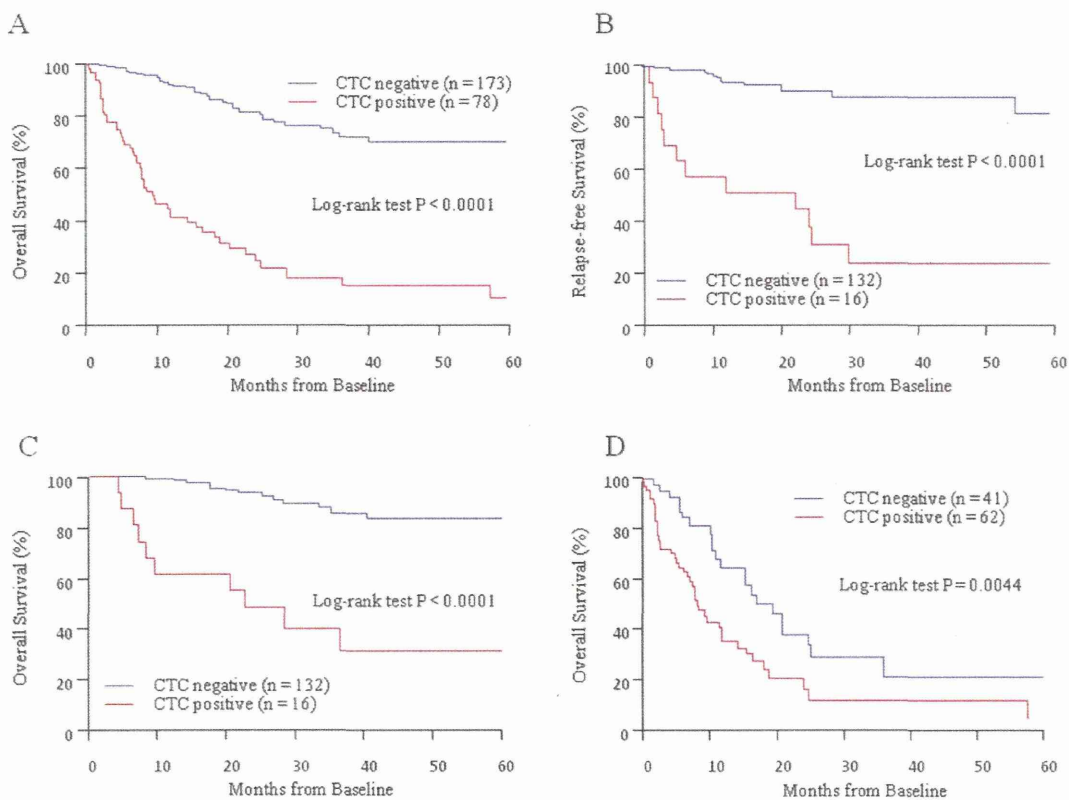 A
100
80
60
40
20
0
Overall Survival (%)
CTC negative (n = 173)
CTC positive (n = 78)
Log-rank test P < 0.0001
0 10 20 30 40 50 60
Months from Baseline
B
100
80
60
40
20
0
Relapse-free Survival (%)
Log-rank test P < 0.0001
CTC negative (n = 132)
CTC positive (n = 16)
0 10 20 30 40 50 60
Months from Baseline
C
100
80
60
40
20
0
Overall Survival (%)
Log-rank test P < 0.0001
CTC negative (n = 132)
CTC positive (n = 16)
0 10 20 30 40 50 60
Months from Baseline
D
100
80
60
40
20
0
Overall Survival (%)
CTC negative (n = 41)
CTC positive (n = 62)
Log-rank test P = 0.0044
0 10 20 30 40 50 60
Months from Baseline